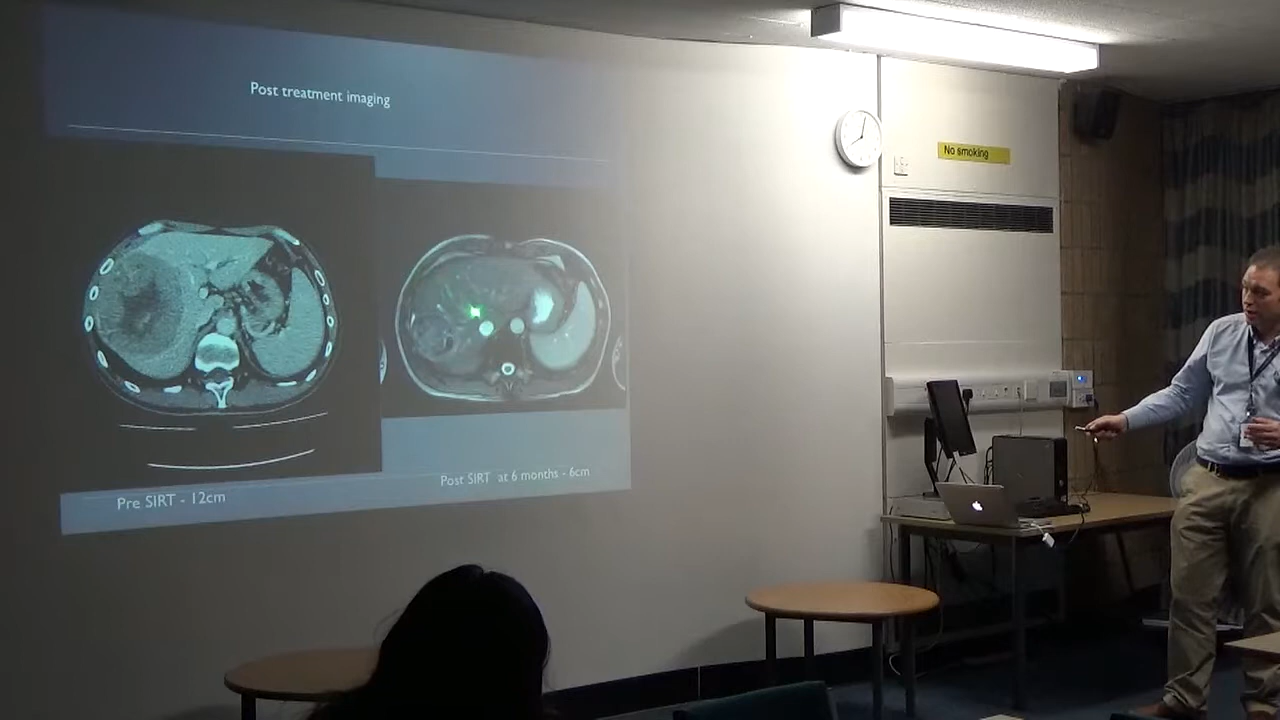 Post treatment imaging
No smoking
Pre SIRT - 12cm
Post SIRT at 6 months - 6cm